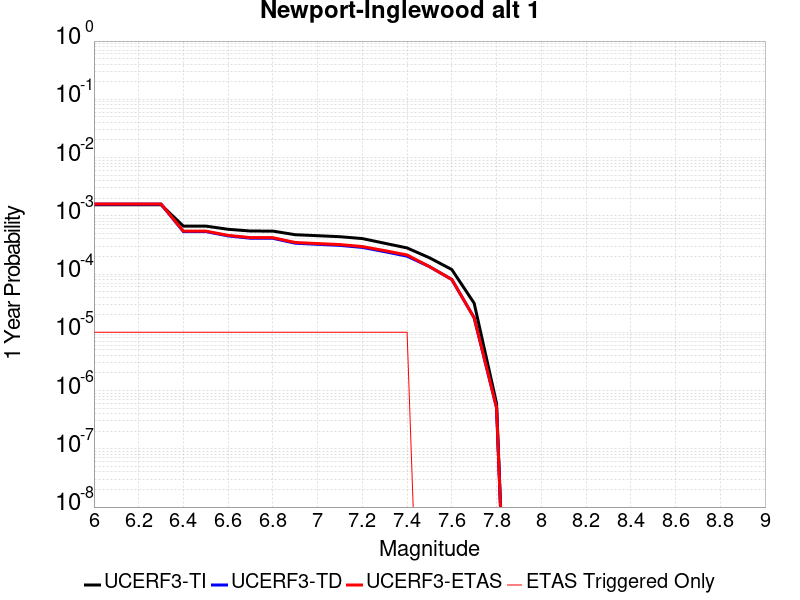 Newport-Inglewood alt 1
10^0
10^-1
10^-2
10^-3
10^-4
10^-5
10^-6
10^-7
10^-8
1 Year Probability
6 6.2 6.4 6.6 6.8 7 7.2 7.4 7.6 7.8 8 8.2 8.4 8.6 8.8 9
Magnitude
UCERF3-TI UCERF3-TD UCERF3-ETAS ETAS Triggered Only